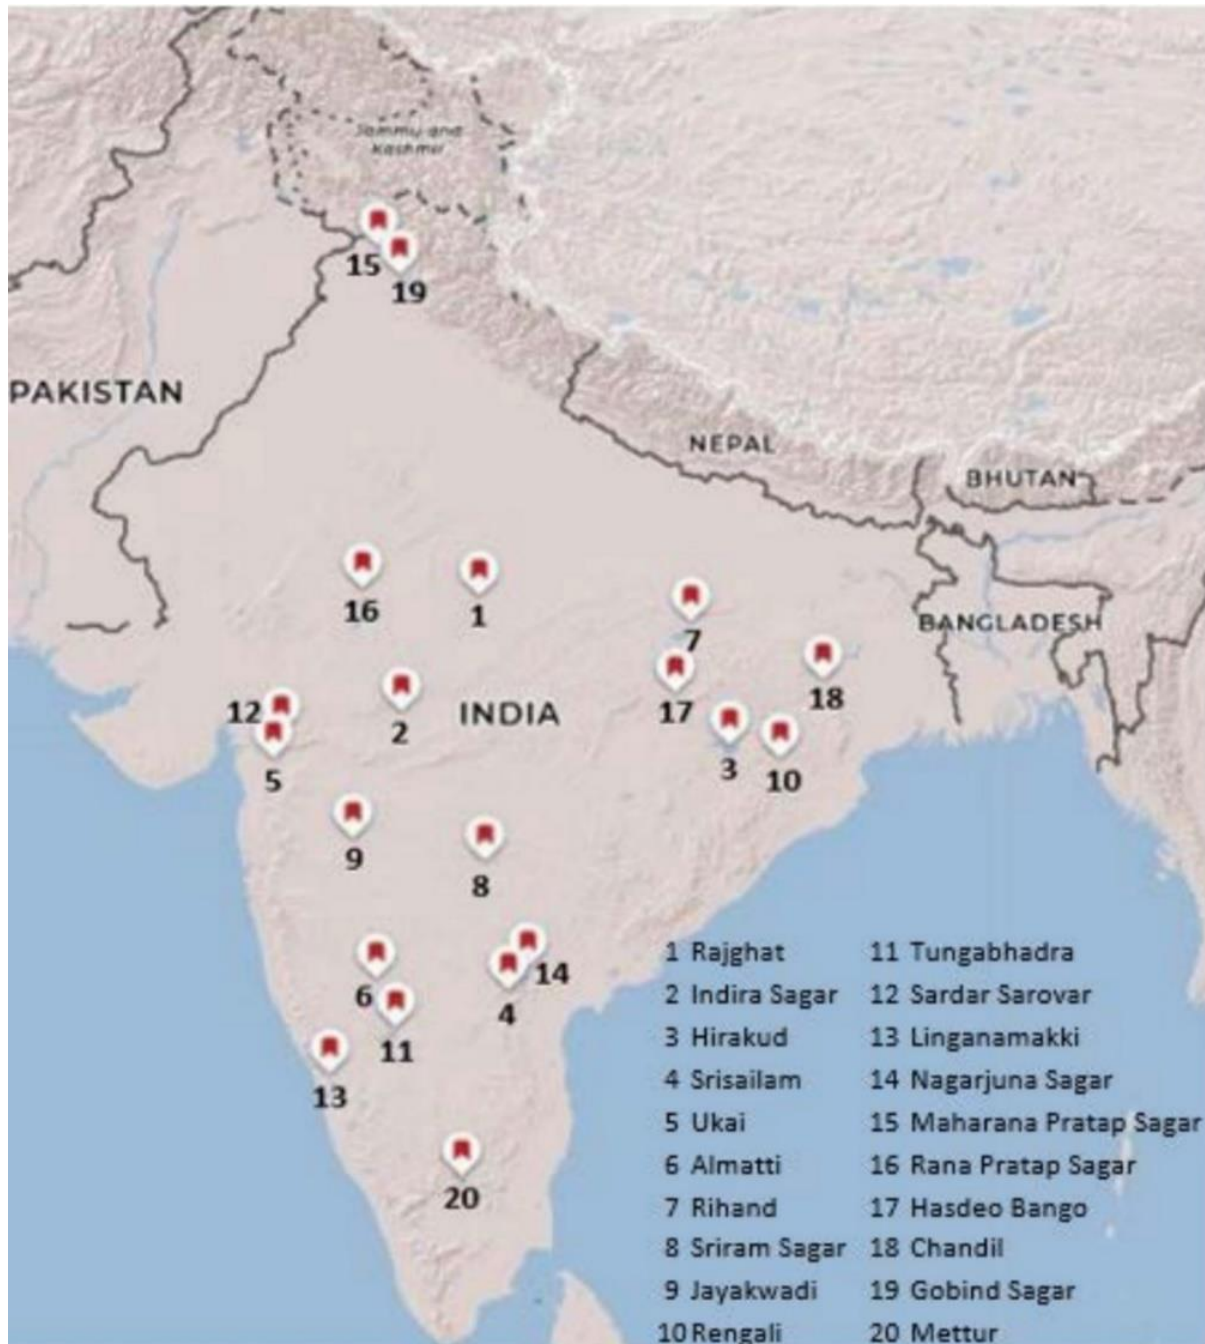 Jammu and
Kashmir
15
19
PAKISTAN
NEPAL
BHUTAN
16
1
7
BANGLADESH
12
2
INDIA
17
18
5
3
10
9
8
6
4
14
11
13
20
1 Rajghat
2 Indira Sagar
3 Hirakud
4 Srisailam
5 Ukai
6 Almatti
7 Rihand
8 Sriram Sagar
9 Jayakwadi
10 Rengali
11 Tungabhadra
12 Sardar Sarovar
13 Linganamakki
14 Nagarjuna Sagar
15 Maharana Pratap Sagar
16 Rana Pratap Sagar
17 Hasdeo Bango
18 Chandil
19 Gobind Sagar
20 Mettur